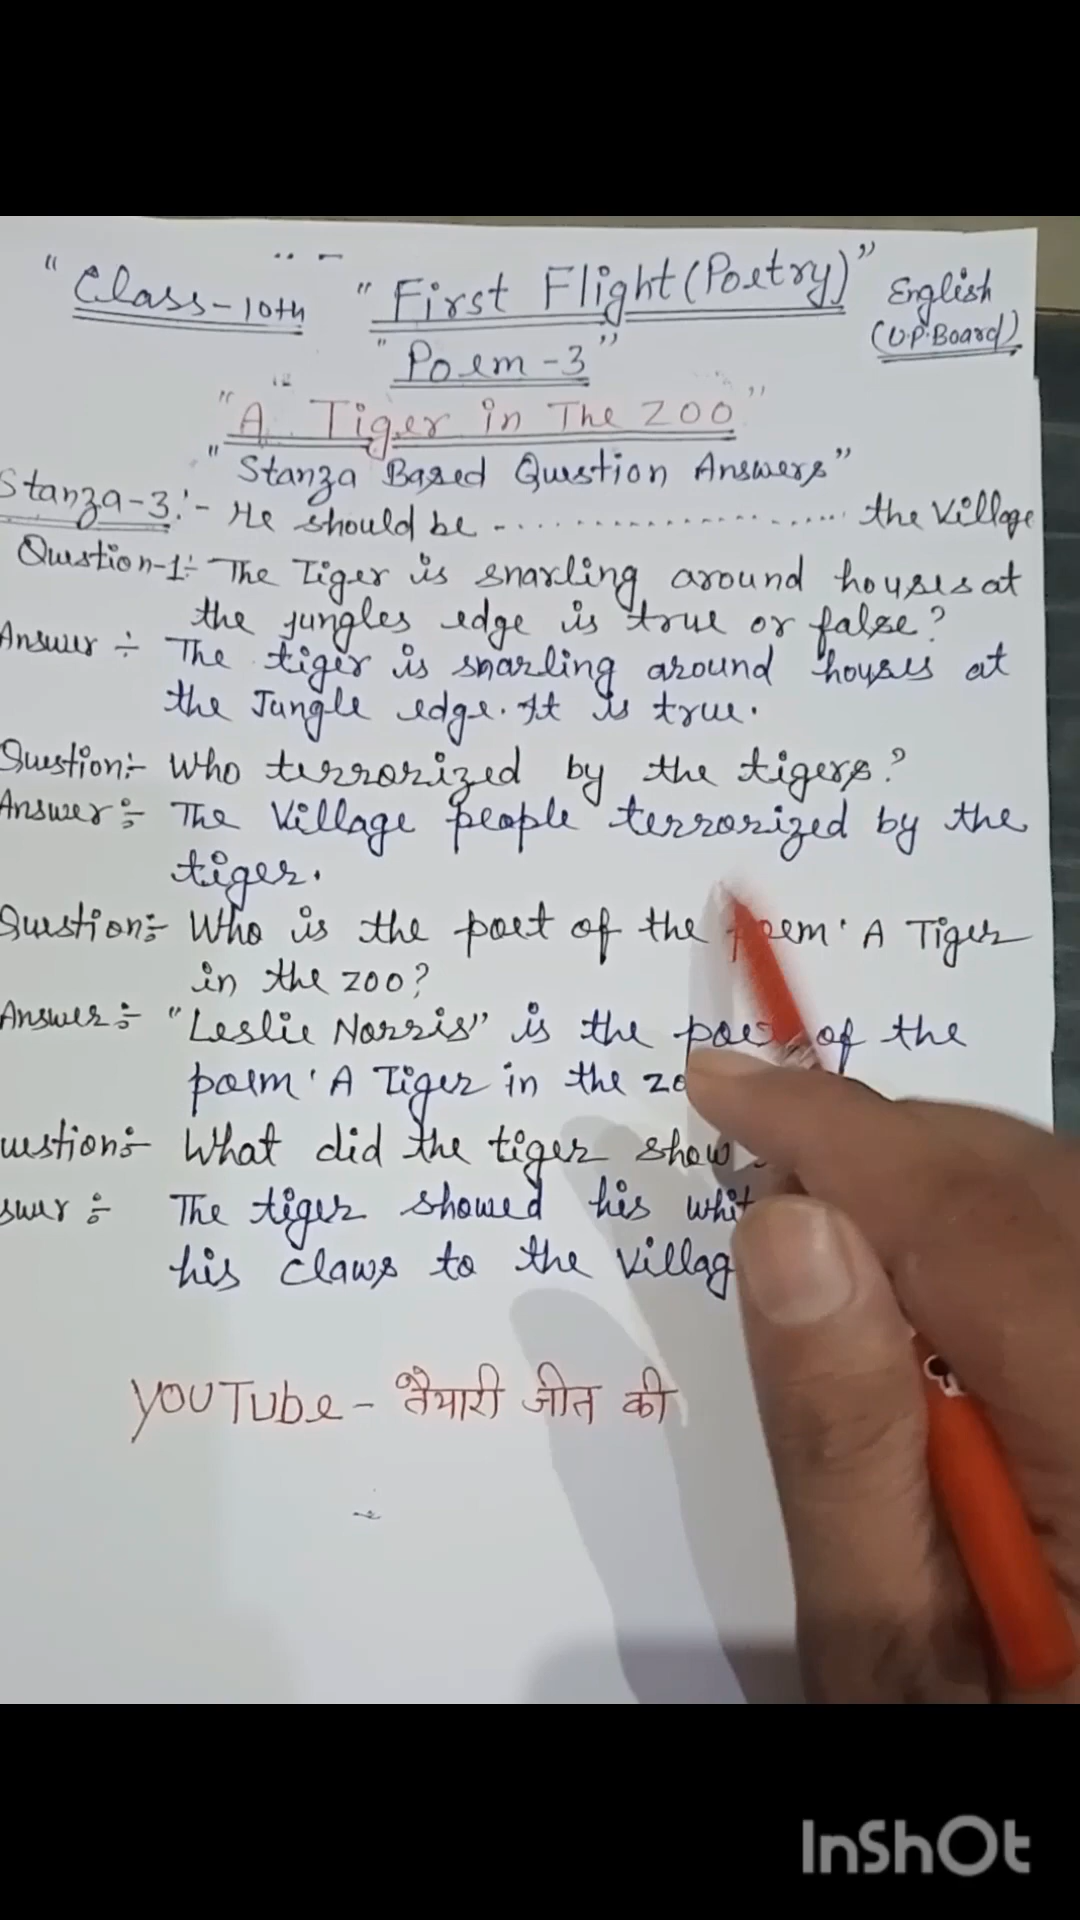 "Class-10th "First Flight (Poetry)" English
(U.P. Board)
"Poem-3"
"A Tiger in The Zoo"
"Stanza Based Question Answers"
Stanza-3:- He should be - .................... the Village
Question-1:- The Tiger is snarling around houses at
the jungles edge is true or false?
Answer ÷ The tiger is snarling around houses at
the Jungle edge. It is true.
Question:- Who terrorized by the tigers?
Answer:- The Village people terrorized by the
tiger.
Question:- Who is the poet of the poem 'A Tiger
in the zoo?
Answer:- "Leslie Norris" is the poet of the
poem 'A Tiger in the
uestion:- What did the tiger show
swer:- The tiger showed his
his claws to the
YOUTube - तैयारी जीत की
InShOt